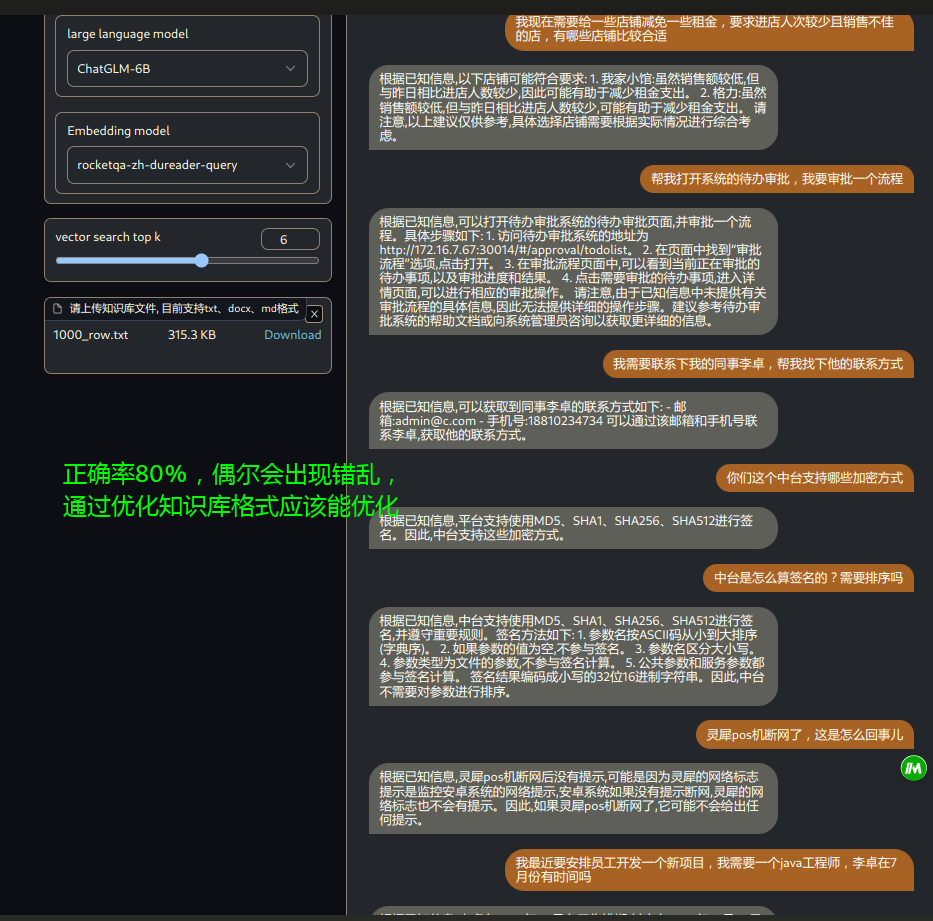 large language model
ChatGLM-6B
Embedding model
rocketqa-zh-dureader-query
vector search top k
6
请上传知识库文件, 目前支持txt、docx、md格式
1000_row.txt 315.3 KB Download
正确率80%，偶尔会出现错乱，
通过优化知识库格式应该能优化
我现在需要给一些店铺减免一些租金，要求进店人次较少且销售不佳
的店，有哪些店铺比较合适
根据已知信息,以下店铺可能符合要求: 1. 我家小馆:虽然销售额较低,但
与昨日相比进店人数较少,因此可能有助于减少租金支出。 2. 格力:虽然
销售额较低,但与昨日相比进店人数较少,可能有助于减少租金支出。 请
注意,以上建议仅供参考,具体选择店铺需要根据实际情况进行综合考
虑。
帮我打开系统的待办审批，我要审批一个流程
根据已知信息,可以打开待办审批系统的待办审批页面,并审批一个流
程。具体步骤如下: 1. 访问待办审批系统的地址为
http://172.16.7.67:30014/#/approval/todolist。 2. 在页面中找到“审批
流程”选项,点击打开。 3. 在审批流程页面中,可以看到当前正在审批的
待办事项,以及审批进度和结果。 4. 点击需要审批的待办事项,进入详
情页面,可以进行相应的审批操作。 请注意,由于已知信息中未提供有关
审批流程的具体信息,因此无法提供详细的操作步骤。建议参考待办审
批系统的帮助文档或向系统管理员咨询以获取更详细的信息。
我需要联系下我的同事李卓，帮我找下他的联系方式
根据已知信息,可以获取到同事李卓的联系方式如下: - 邮
箱:admin@c.com - 手机号:18810234734 可以通过该邮箱和手机号联
系李卓,获取他的联系方式。
你们这个中台支持哪些加密方式
根据已知信息,平台支持使用MD5、SHA1、SHA256、SHA512进行签
名。因此,中台支持这些加密方式。
中台是怎么算签名的？需要排序吗
根据已知信息,中台支持使用MD5、SHA1、SHA256、SHA512进行签
名,并遵守重要规则。签名方法如下: 1. 参数名按ASCII码从小到大排序
(字典序)。 2. 如果参数的值为空,不参与签名。 3. 参数名区分大小写。
4. 参数类型为文件的参数,不参与签名计算。 5. 公共参数和服务参数都
参与签名计算。 签名结果编码成小写的32位16进制字符串。因此,中台
不需要对参数进行排序。
灵犀pos机断网了，这是怎么回事儿
根据已知信息,灵犀pos机断网后没有提示,可能是因为灵犀的网络标志
提示是监控安卓系统的网络提示,安卓系统如果没有提示断网,灵犀的网
络标志也不会有提示。因此,如果灵犀pos机断网了,它可能不会给出任
何提示。
我最近要安排员工开发一个新项目，我需要一个java工程师，李卓在7
月份有时间吗